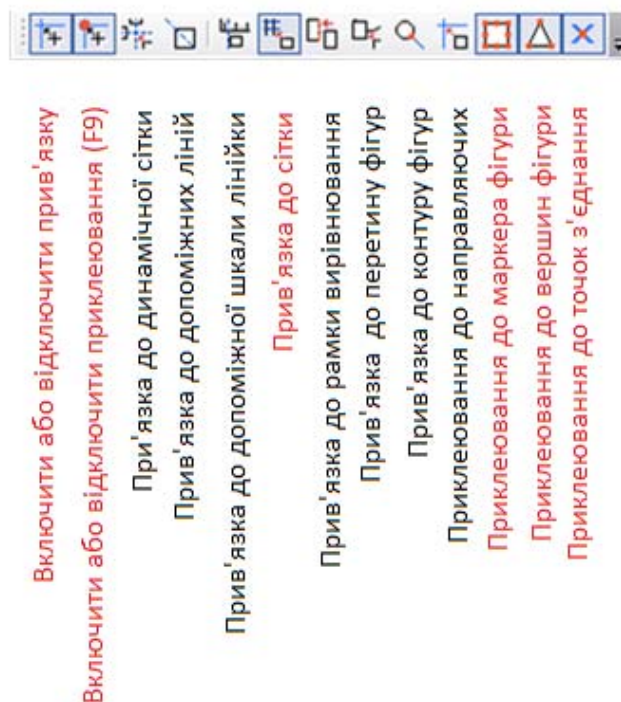 Включити або відключити прив'язку
Включити або відключити приклеювання (F9)
При'язка до динамічної сітки
Прив'язка до допоміжних ліній
Прив'язка до допоміжної шкали лінійки
Прив'язка до сітки
Прив'язка до рамки вирівнювання
Прив'язка до перетину фігур
Прив'язка до контуру фігур
Приклеювання до направляючих
Приклеювання до маркера фігури
Приклеювання до вершин фігури
Приклеювання до точок з'єднання